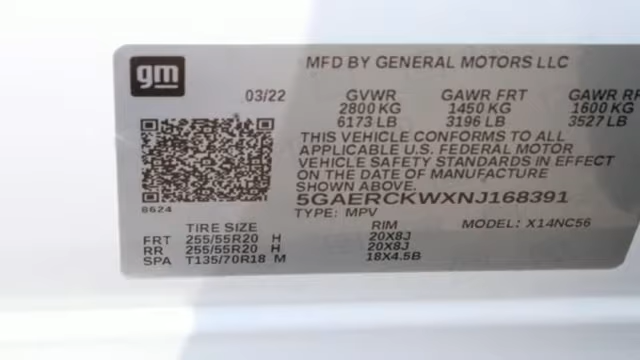 gm
MFD BY GENERAL MOTORS LLC
03/22
GVWR GAWR FRT GAWR RR
2800 KG 1450 KG 1600 KG
6173 LB 3196 LB 3527 LB
THIS VEHICLE CONFORMS TO ALL
APPLICABLE U.S. FEDERAL MOTOR
VEHICLE SAFETY STANDARDS IN EFFECT
ON THE DATE OF MANUFACTURE
SHOWN ABOVE.
8624
5GAERCKWXNJ168391
TYPE: MPV MODEL: X14NC56
TIRE SIZE RIM
FRT 255/55R20 H 20X8J
RR 255/55R20 H 20X8J
SPA T135/70R18 M 18X4.5B